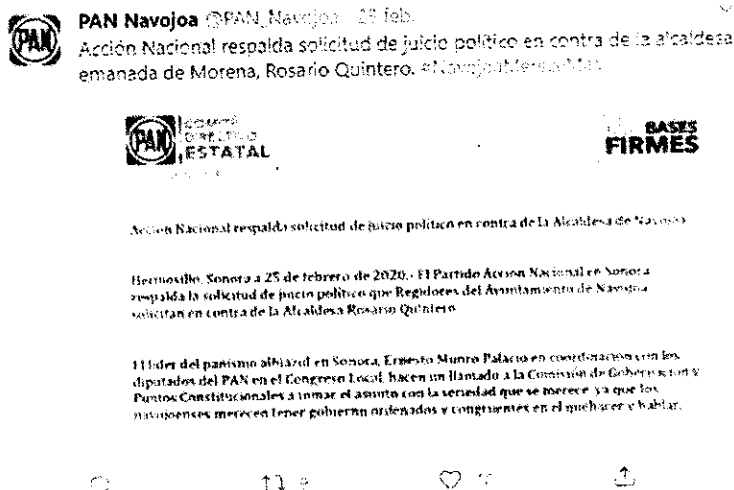 PAN Navojoa @PAN_Navojoa 28 feb.
Acción Nacional respalda solicitud de juicio político en contra de la alcaldesa
emanada de Morena, Rosario Quintero. #NavojoaMereceMás
PAN
COMITÉ
DIRECTIVO
ESTATAL
BASES
FIRMES
Acción Nacional respalda solicitud de juicio político en contra de la Alcaldesa de Navojoa
Hermosillo, Sonora a 25 de febrero de 2020.- El Partido Acción Nacional en Sonora
respalda la solicitud de juicio político que Regidores del Ayuntamiento de Navojoa
solicitan en contra de la Alcaldesa Rosario Quintero
El líder del panismo albiazul en Sonora, Ernesto Munro Palacio en coordinación con los
diputados del PAN en el Congreso Local, hacen un llamado a la Comisión de Gobernación y
Puntos Constitucionales a tomar el asunto con la seriedad que se merece ya que los
navojoenses merecen tener gobierno ordenados y congruentes en el quehacer y hablar.